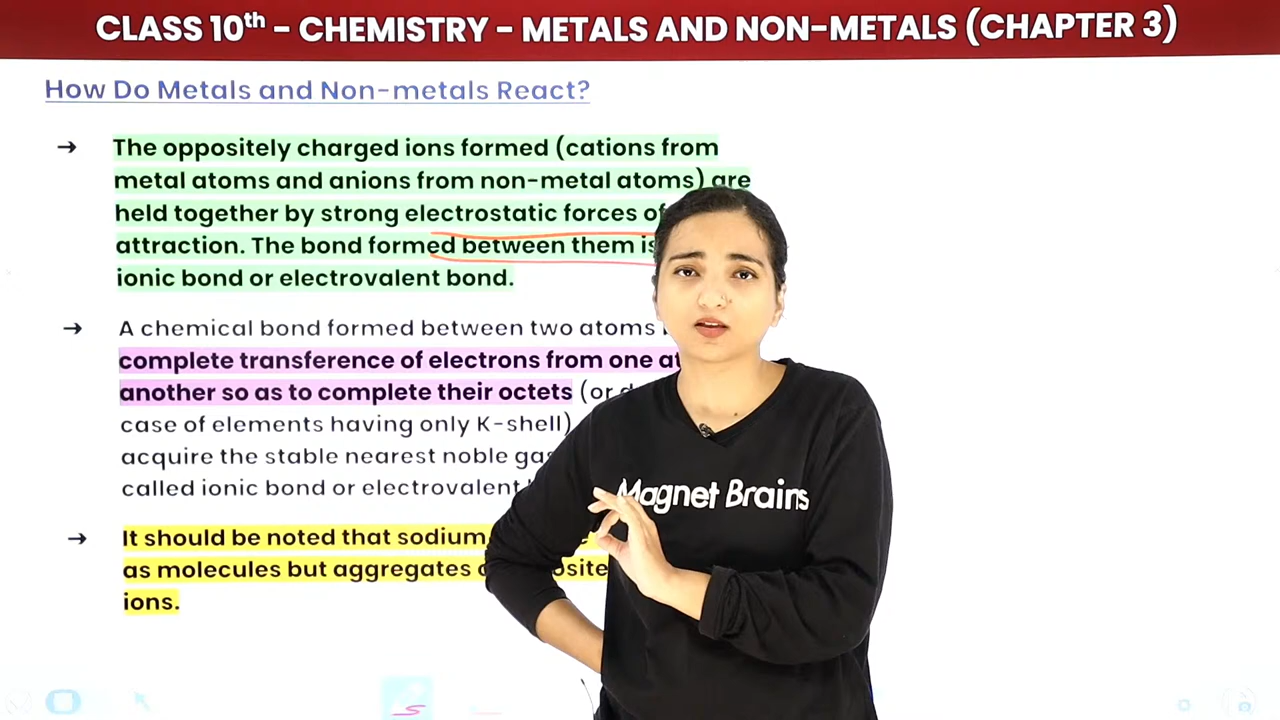 CLASS 10th - CHEMISTRY - METALS AND NON-METALS (CHAPTER 3)
How Do Metals and Non-metals React?
→ The oppositely charged ions formed (cations from
metal atoms and anions from non-metal atoms) are
held together by strong electrostatic forces of
attraction. The bond formed between them is
ionic bond or electrovalent bond.
→ A chemical bond formed between two atoms
complete transference of electrons from one
another so as to complete their octets (or
case of elements having only K-shell)
acquire the stable nearest noble
called ionic bond or electrovalent
→ It should be noted that sodium
as molecules but aggregates
ions.
Magnet Brains